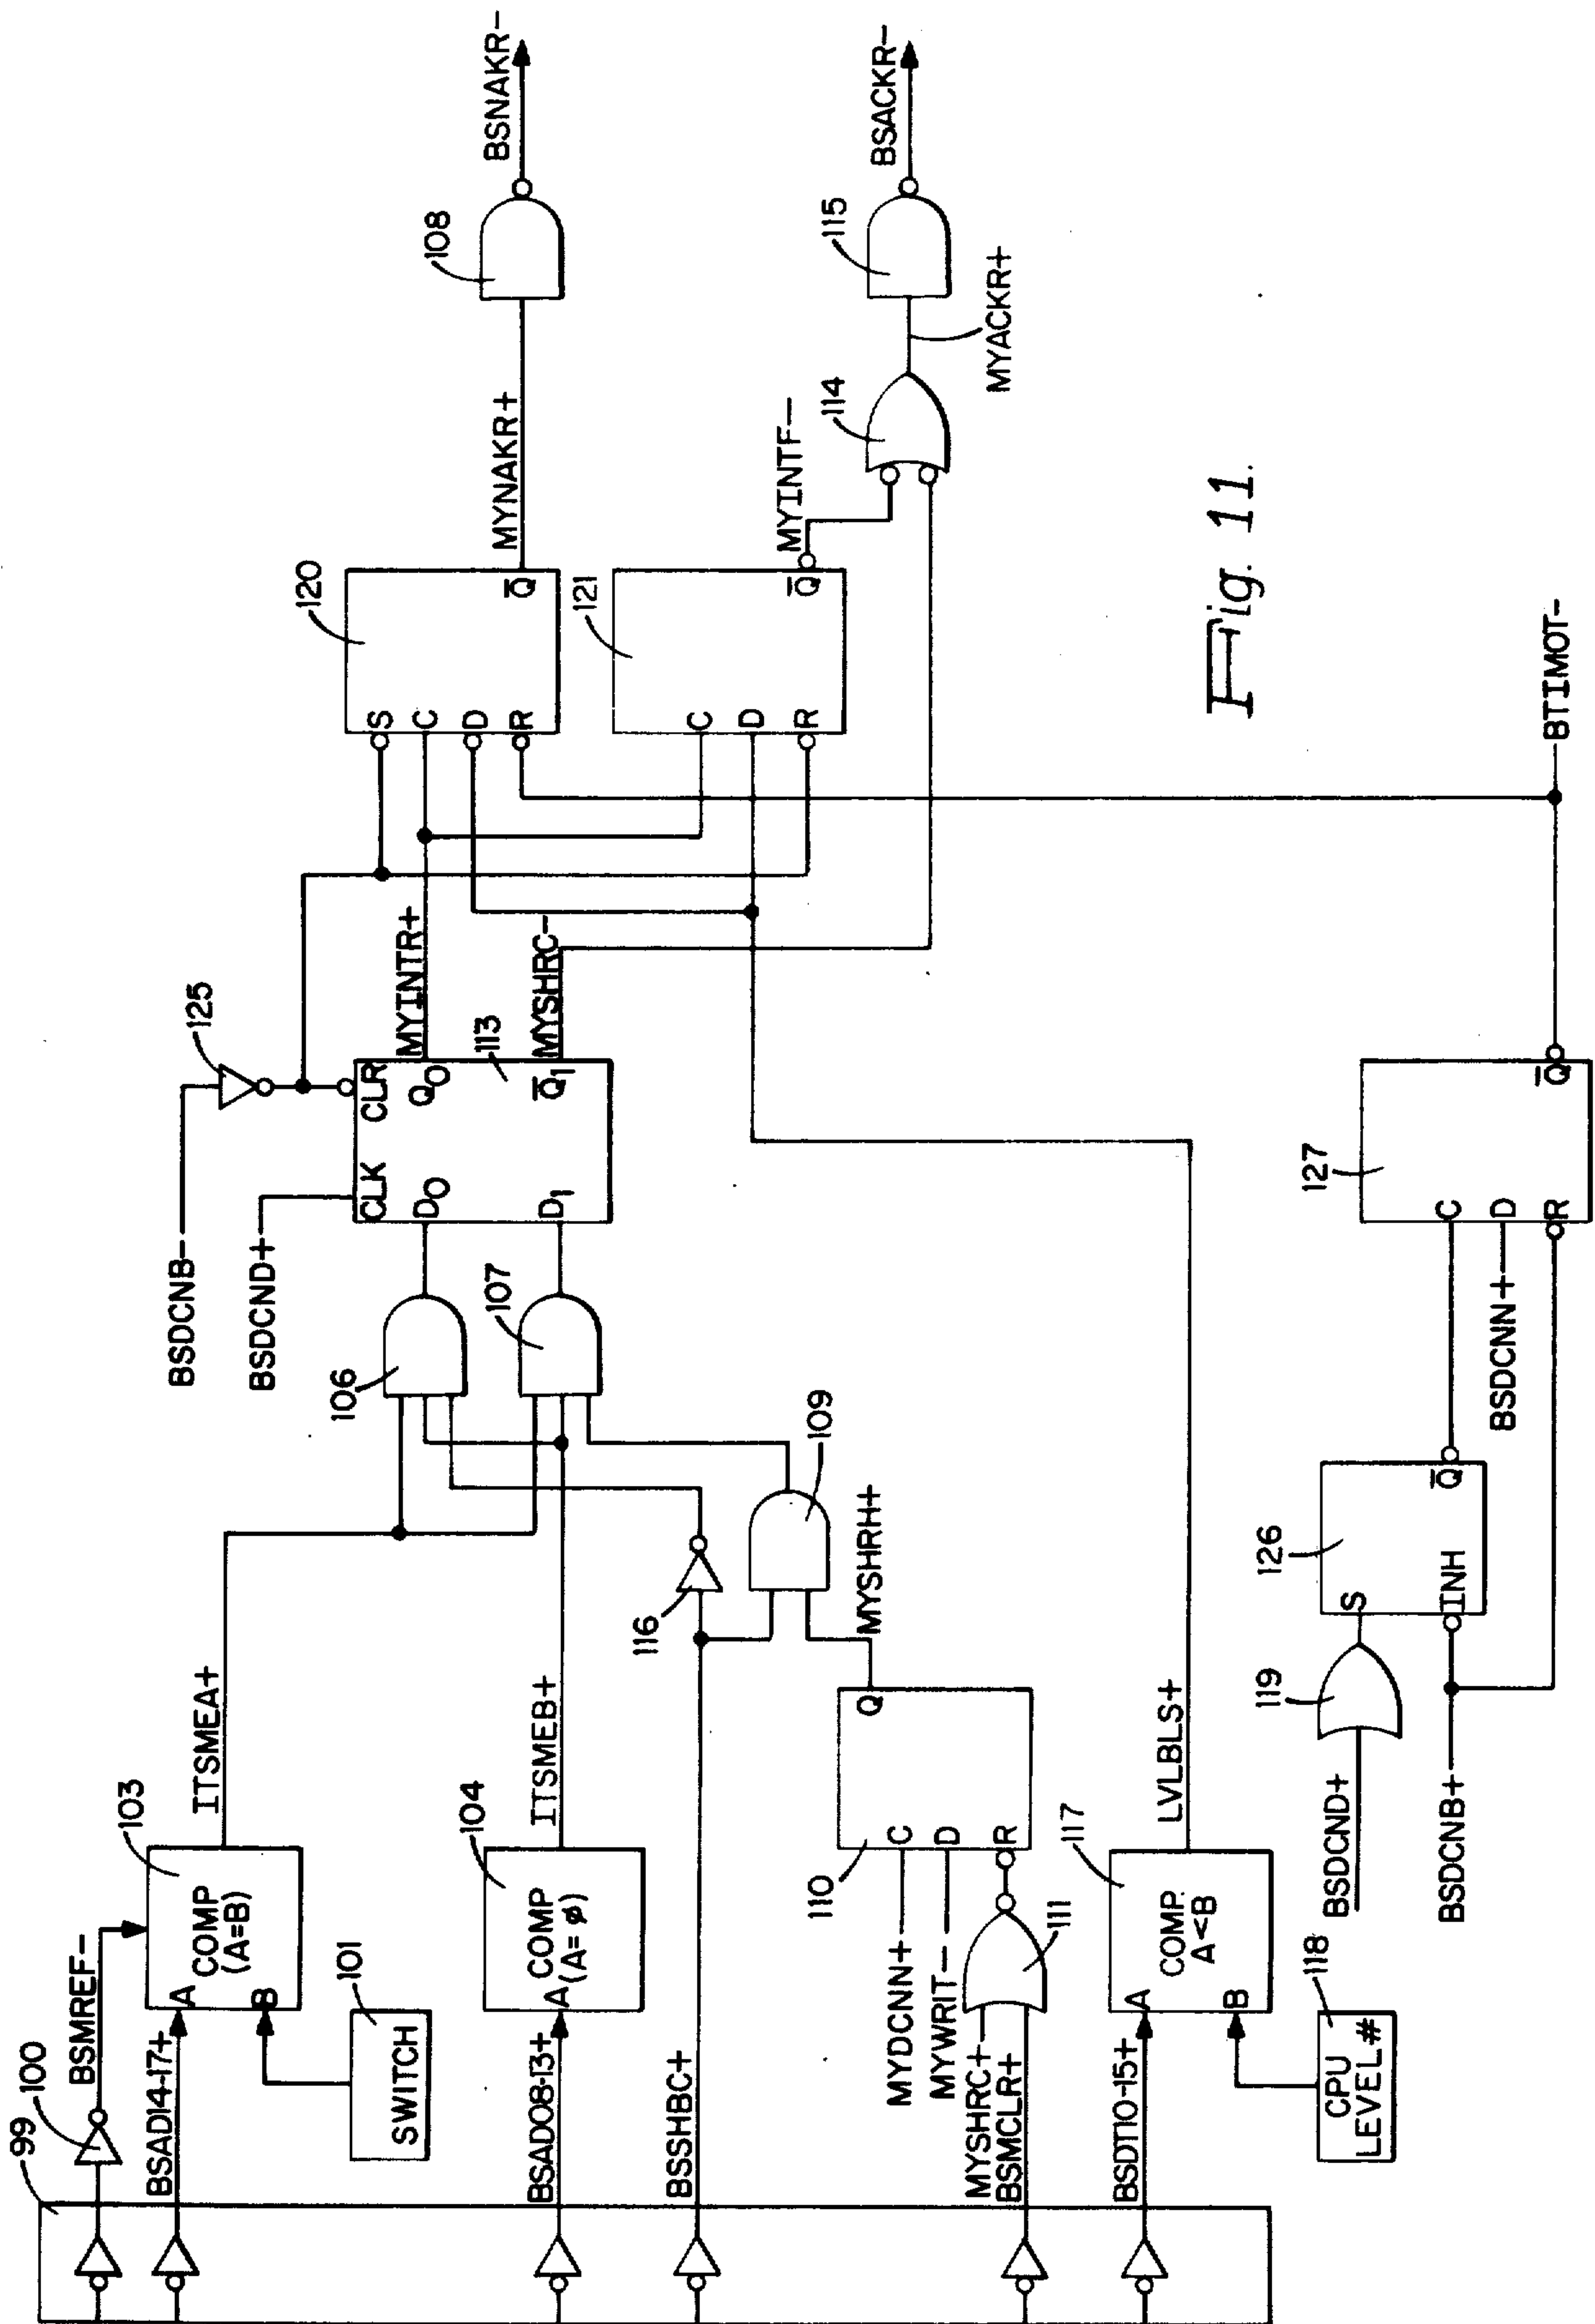 99
100
BSMREF-
BSAD14-17+
A
COMP
(A=B)
B
103
SWITCH
101
ITSMEA+
BSAD08-13+
A
COMP
(A=ϕ)
104
ITSMEB+
BSSHBC+
116
109
MYSHRH+
MYDCNN+
MYWRIT-
MYSHRC+
BSMCLR+
111
110
C
D
R
Q
BSDT10-15+
A
COMP.
A<B
B
117
CPU
LEVEL#
118
LVLBLS+
106
107
BSDCNB-
BSDCND+
125
CLK
CLR
D0
Q0
D1
Q̅1
113
MYINTR+
MYSHRC-
120
S
C
D
R
Q̅
MYNAKR+
108
BSNAKR-
121
C
D
R
Q̅
MYINTF-
114
MYACKR+
115
BSACKR-
BSDCND+
BSDCNB+
119
126
S
INH
Q̅
BSDCNN+
127
C
D
R
Q̅
BTIMOT-
Fig. 11.